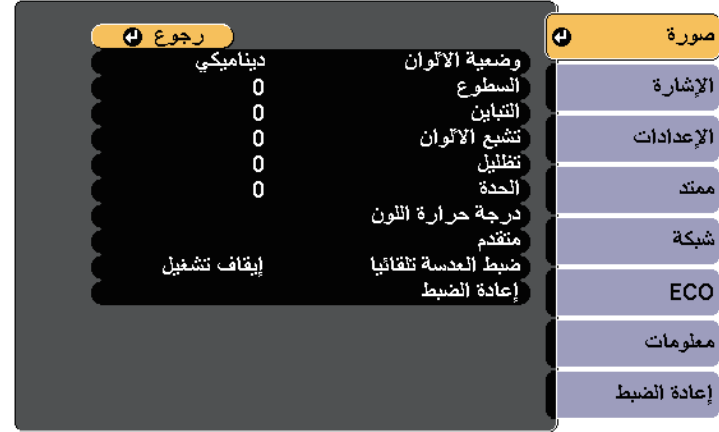 صورة
الإشارة
الإعدادات
ممتد
شبكة
ECO
معلومات
إعادة الضبط
رجوع
وضعية الألوان ديناميكي
السطوع 0
التباين 0
تشبع الألوان 0
تظليل 0
الحدة 0
درجة حرارة اللون
متقدم
ضبط العدسة تلقائيا إيقاف تشغيل
إعادة الضبط